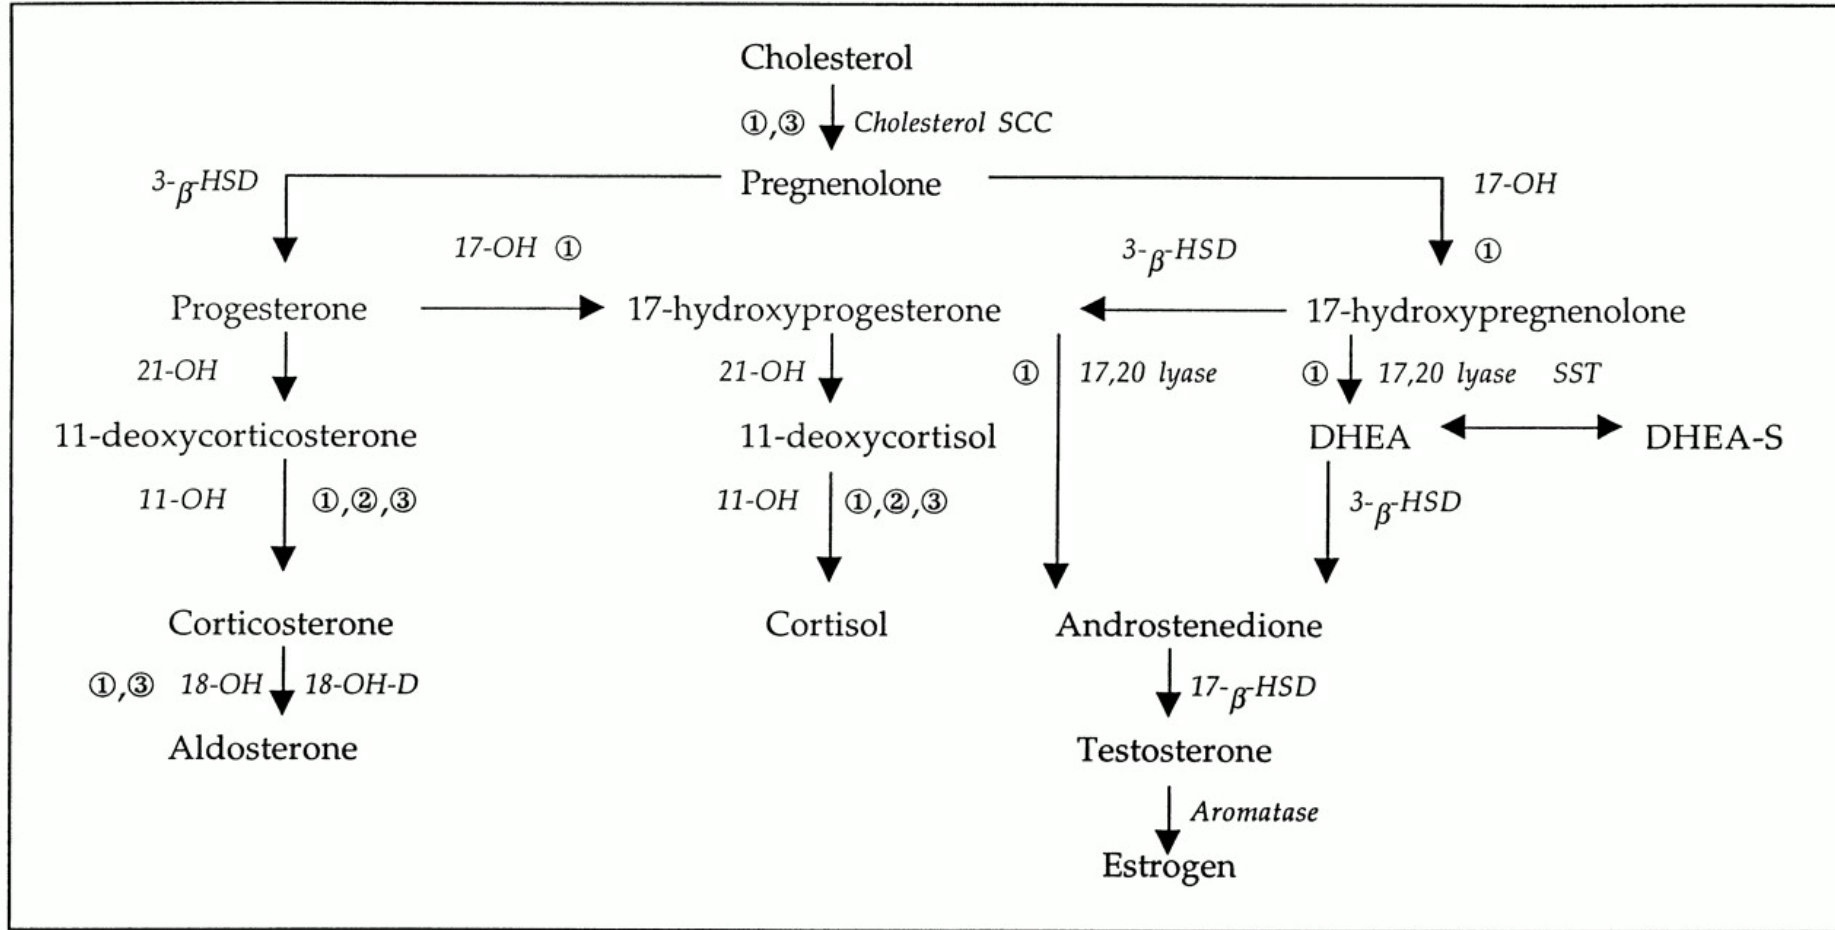 Cholesterol
①,③ Cholesterol SCC
3-β-HSD Pregnenolone 17-OH
17-OH ① 3-β-HSD ①
Progesterone 17-hydroxyprogesterone 17-hydroxypregnenolone
21-OH 21-OH ① 17,20 lyase ① 17,20 lyase SST
11-deoxycorticosterone 11-deoxycortisol DHEA DHEA-S
11-OH ①,②,③ 11-OH ①,②,③ 3-β-HSD
Corticosterone Cortisol Androstenedione
①,③ 18-OH 18-OH-D 17-β-HSD
Aldosterone Testosterone
Aromatase
Estrogen